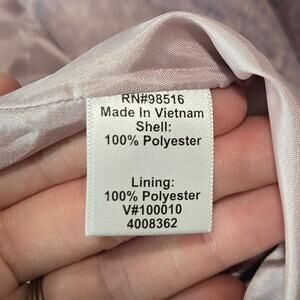 RN#98516
Made In Vietnam
Shell:
100% Polyester
Lining:
100% Polyester
V#100010
4008362